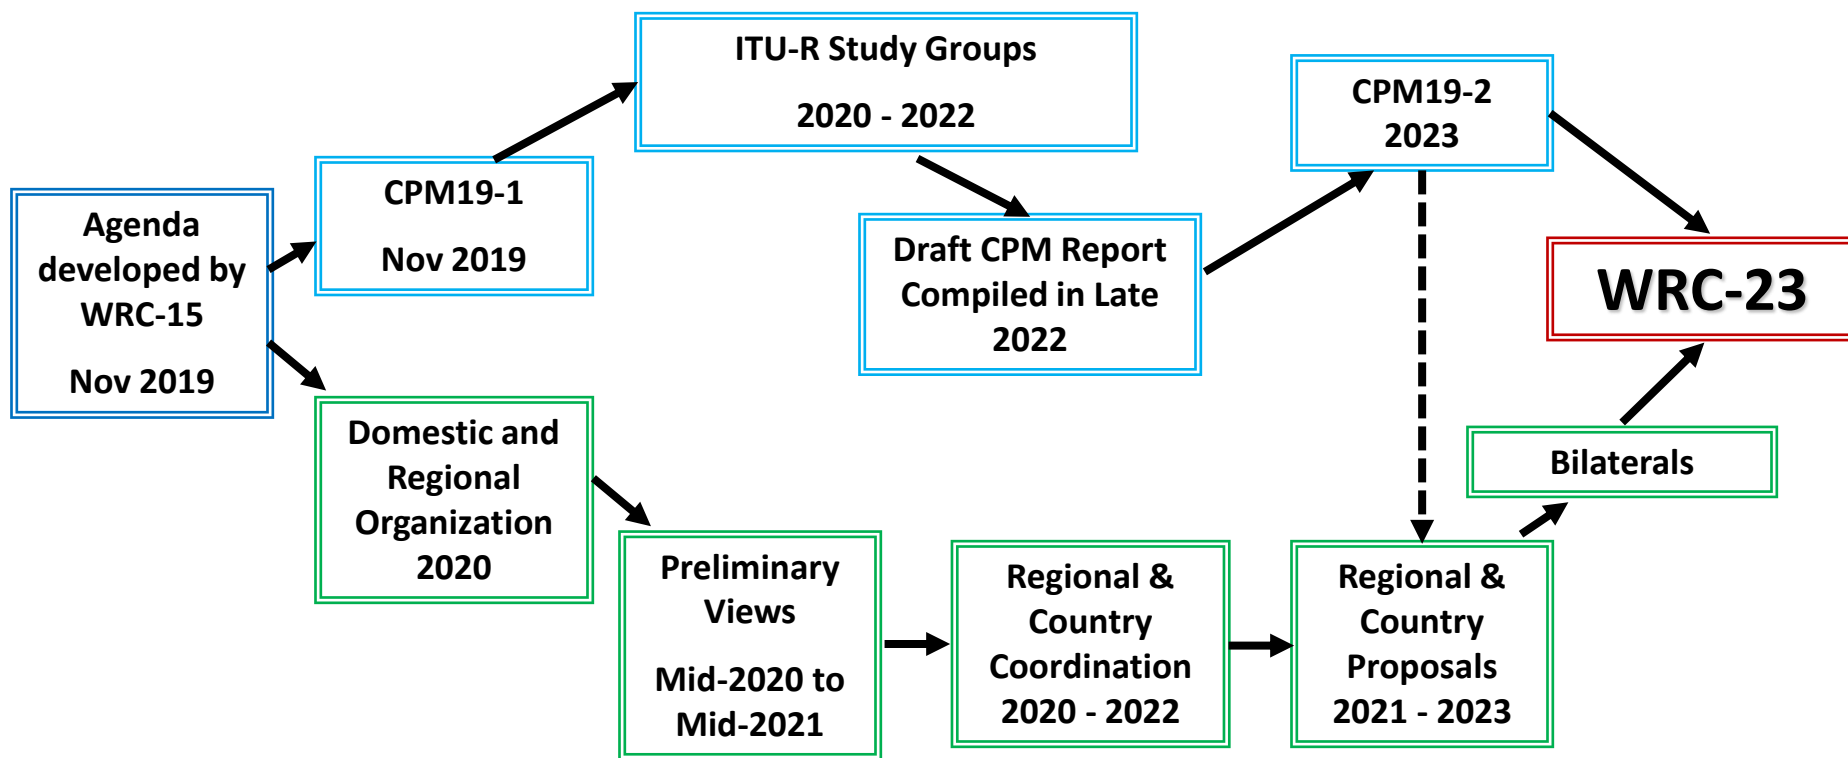 Agenda
developed by
WRC-15
Nov 2019
CPM19-1
Nov 2019
ITU-R Study Groups
2020 - 2022
Draft CPM Report
Compiled in Late
2022
CPM19-2
2023
WRC-23
Domestic and
Regional
Organization
2020
Preliminary
Views
Mid-2020 to
Mid-2021
Regional &
Country
Coordination
2020 - 2022
Regional &
Country
Proposals
2021 - 2023
Bilaterals